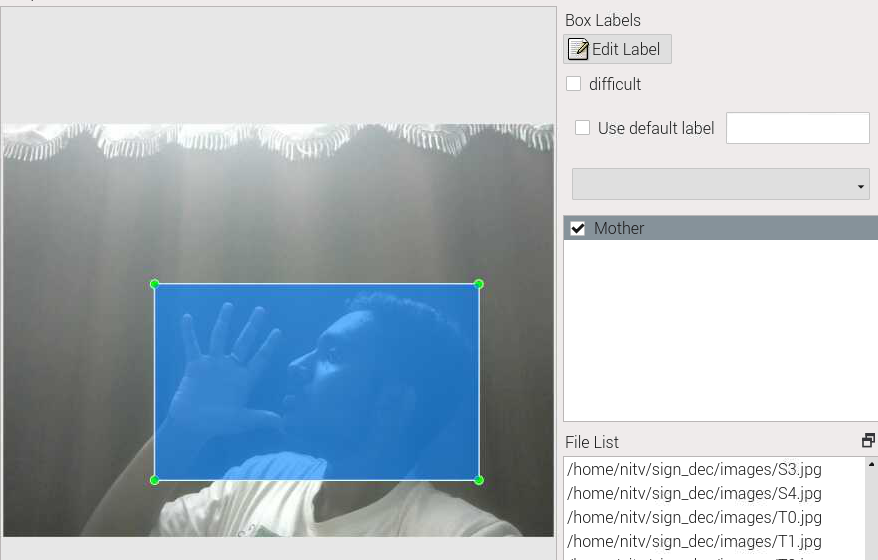 Box Labels
Edit Label
difficult
Use default label
Mother
File List
/home/nitv/sign_dec/images/S3.jpg
/home/nitv/sign_dec/images/S4.jpg
/home/nitv/sign_dec/images/T0.jpg
/home/nitv/sign_dec/images/T1.jpg